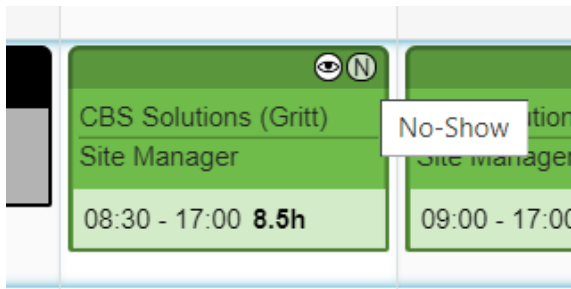 N
CBS Solutions (Gritt)
No-Show
Site Manager
08:30 - 17:00 8.5h
09:00 - 17:00